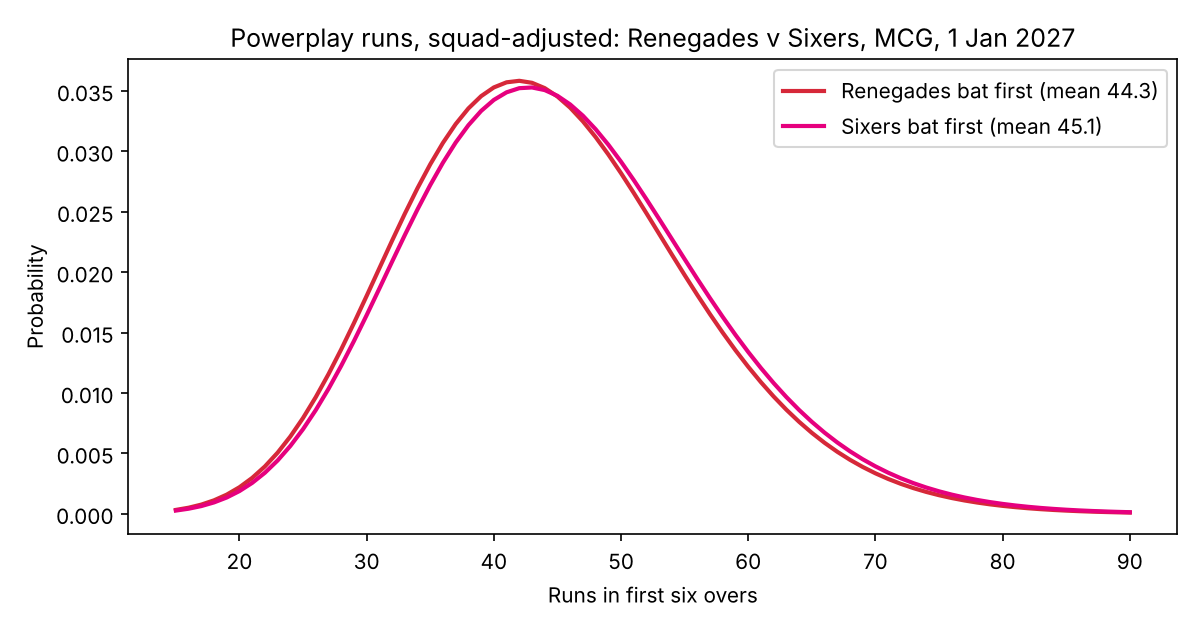 Powerplay runs, squad-adjusted: Renegades v Sixers, MCG, 1 Jan 2027
Renegades bat first (mean 44.3)
Sixers bat first (mean 45.1)
Probability
0.035
0.030
0.025
0.020
0.015
0.010
0.005
0.000
20 30 40 50 60 70 80 90
Runs in first six overs